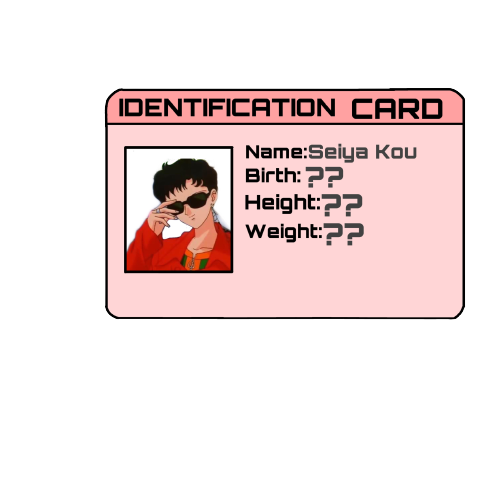 IDENTIFICATION CARD
Name:Seiya Kou
Birth: ??
Height:??
Weight:??